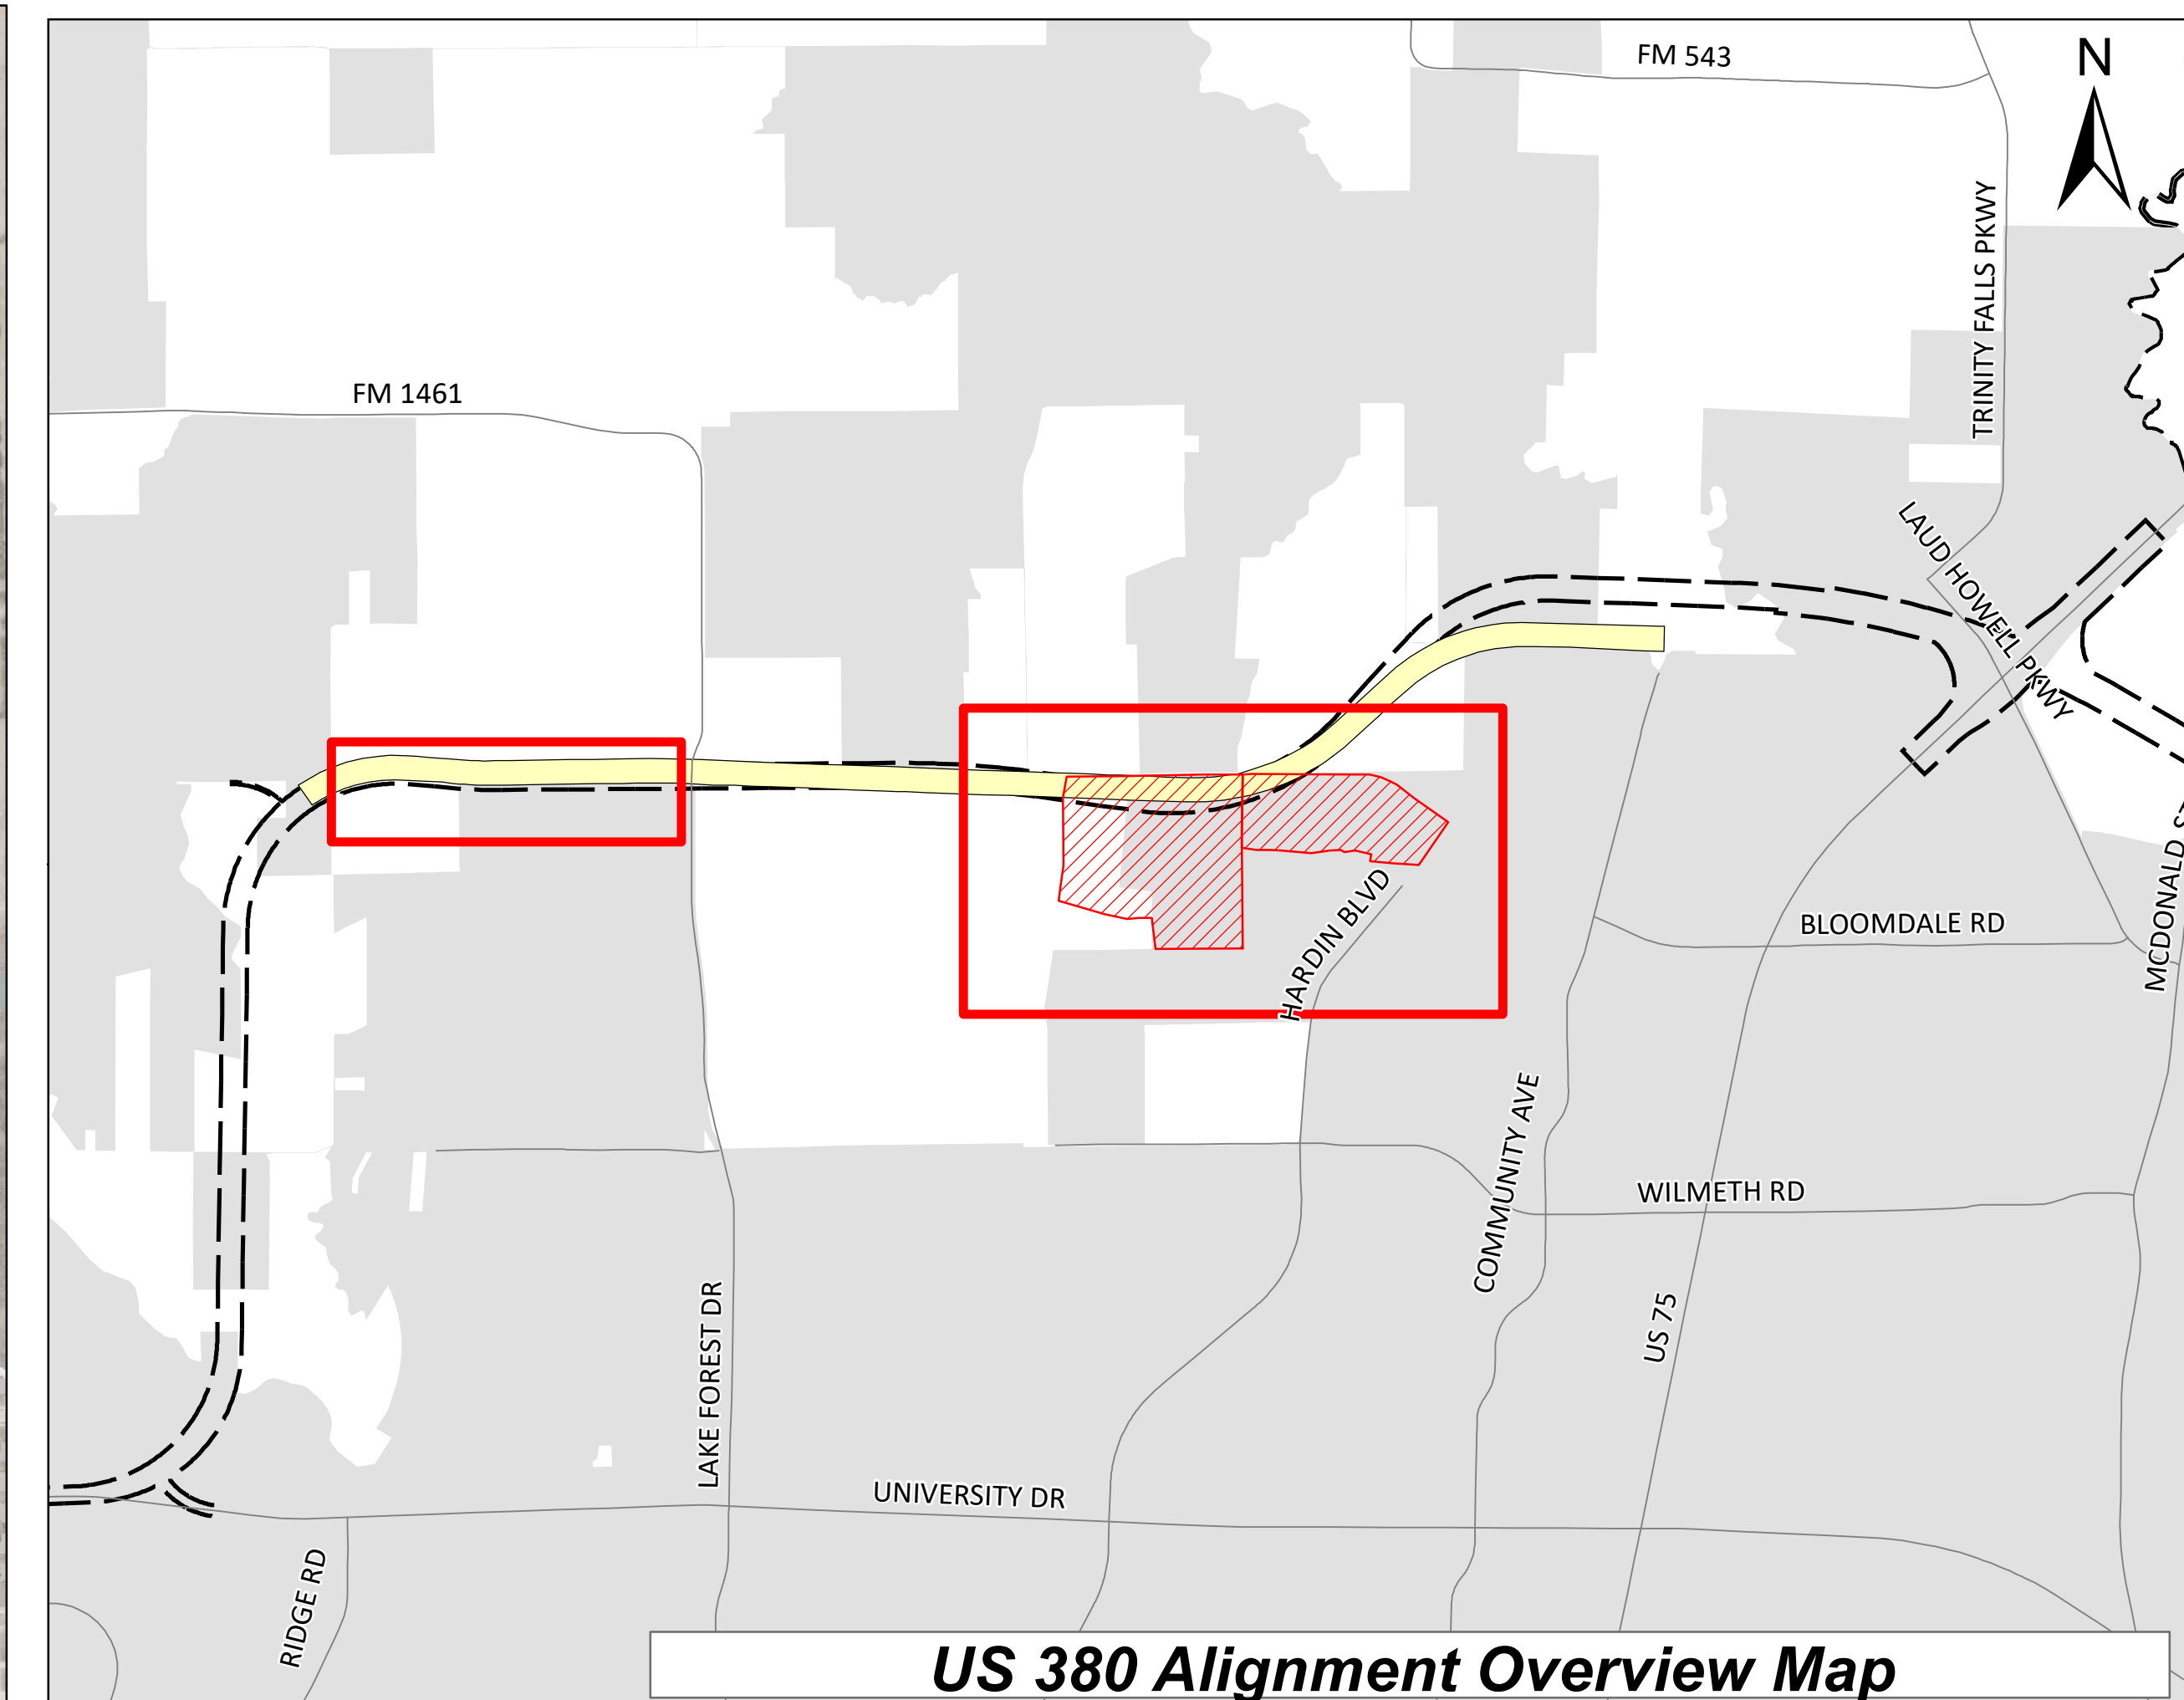 FM 543
N
TRINITY FALLS PKWY
FM 1461
LAUD HOWELL PKWY
HARDIN BLVD
BLOOMDALE RD
MCDONALD
COMMUNITY AVE
WILMETH RD
LAKE FOREST DR
US 75
UNIVERSITY DR
RIDGE RD
US 380 Alignment Overview Map